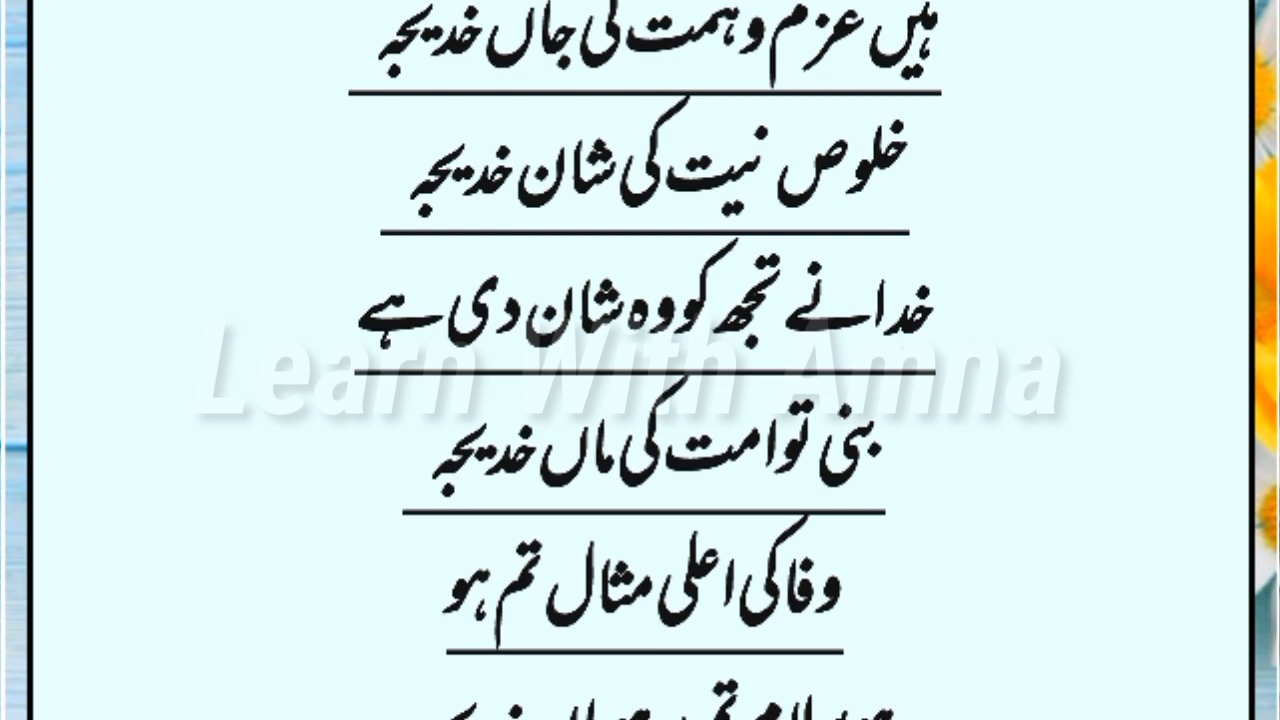 ہیں عزم و ہمت کی جاں خدیجہ
خلوص نیت کی شان خدیجہ
خدا نے تجھ کو وہ شان دی ہے
Learn With Amna
بنی تو امت کی ماں خدیجہ
وفا کی اعلی مثال تم ہو